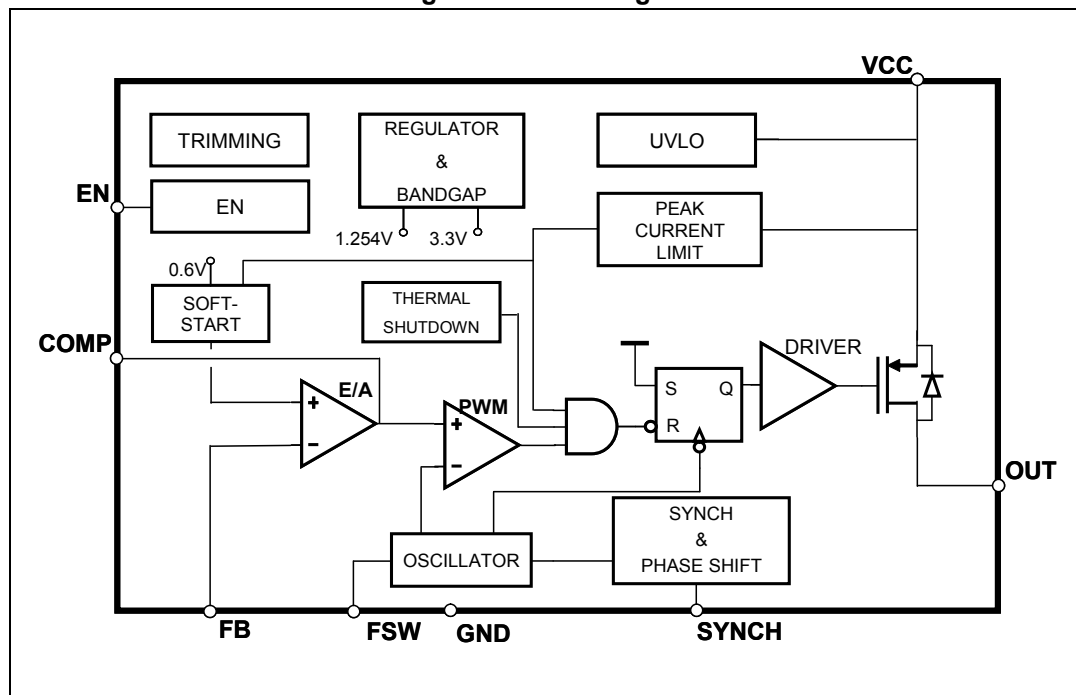 VCC
TRIMMING
REGULATOR
&
BANDGAP
UVLO
EN
EN
PEAK
CURRENT
LIMIT
1.254V
3.3V
0.6V
SOFT-
START
THERMAL
SHUTDOWN
COMP
DRIVER
E/A
+
-
PWM
+
-
S
Q
R
OUT
SYNCH
&
PHASE SHIFT
OSCILLATOR
FB
FSW
GND
SYNCH